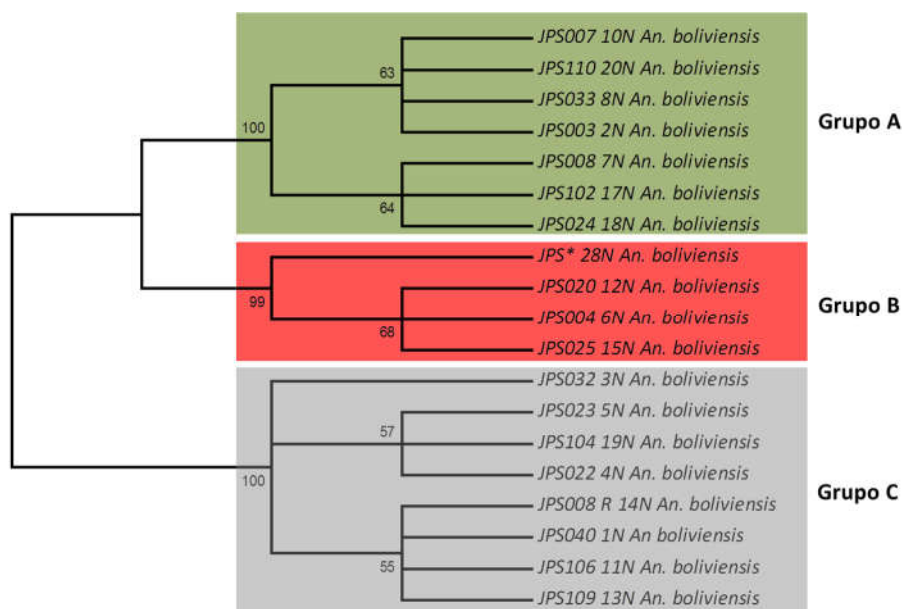 JPS007 10N An. boliviensis
JPS110 20N An. boliviensis
63
JPS033 8N An. boliviensis
Grupo A
JPS003 2N An. boliviensis
100
JPS008 7N An. boliviensis
JPS102 17N An. boliviensis
64
JPS024 18N An. boliviensis
JPS* 28N An. boliviensis
JPS020 12N An. boliviensis
99
Grupo B
JPS004 6N An. boliviensis
68
JPS025 15N An. boliviensis
JPS032 3N An. boliviensis
JPS023 5N An. boliviensis
57
JPS104 19N An. boliviensis
JPS022 4N An. boliviensis
100
Grupo C
JPS008 R 14N An. boliviensis
JPS040 1N An boliviensis
JPS106 11N An. boliviensis
55
JPS109 13N An. boliviensis